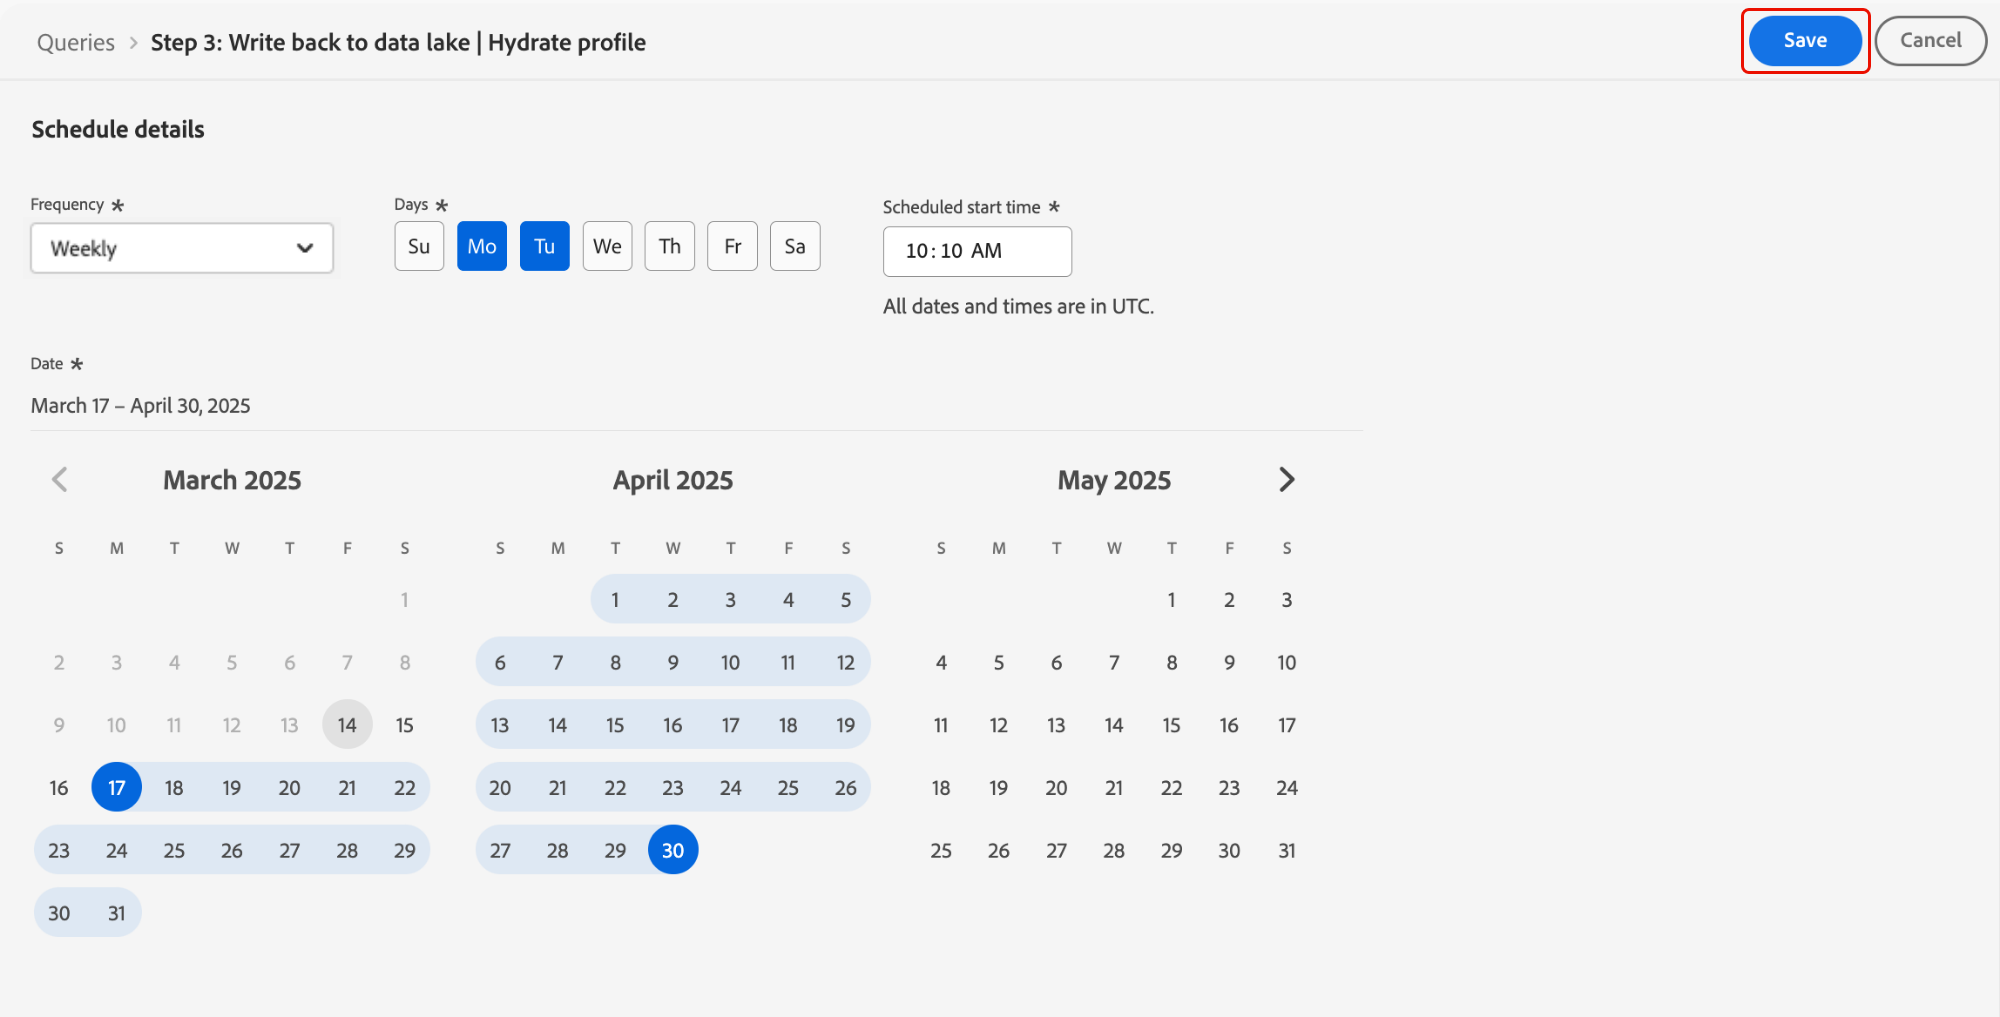 Queries > Step 3: Write back to data lake | Hydrate profile
Save
Cancel
Schedule details
Frequency *
Weekly
Days *
Su Mo Tu We Th Fr Sa
Scheduled start time *
10:10 AM
All dates and times are in UTC.
Date *
March 17 – April 30, 2025
March 2025
S M T W T F S
1
2 3 4 5 6 7 8
9 10 11 12 13 14 15
16 17 18 19 20 21 22
23 24 25 26 27 28 29
30 31
April 2025
S M T W T F S
1 2 3 4 5
6 7 8 9 10 11 12
13 14 15 16 17 18 19
20 21 22 23 24 25 26
27 28 29 30
May 2025
S M T W T F S
1 2 3
4 5 6 7 8 9 10
11 12 13 14 15 16 17
18 19 20 21 22 23 24
25 26 27 28 29 30 31